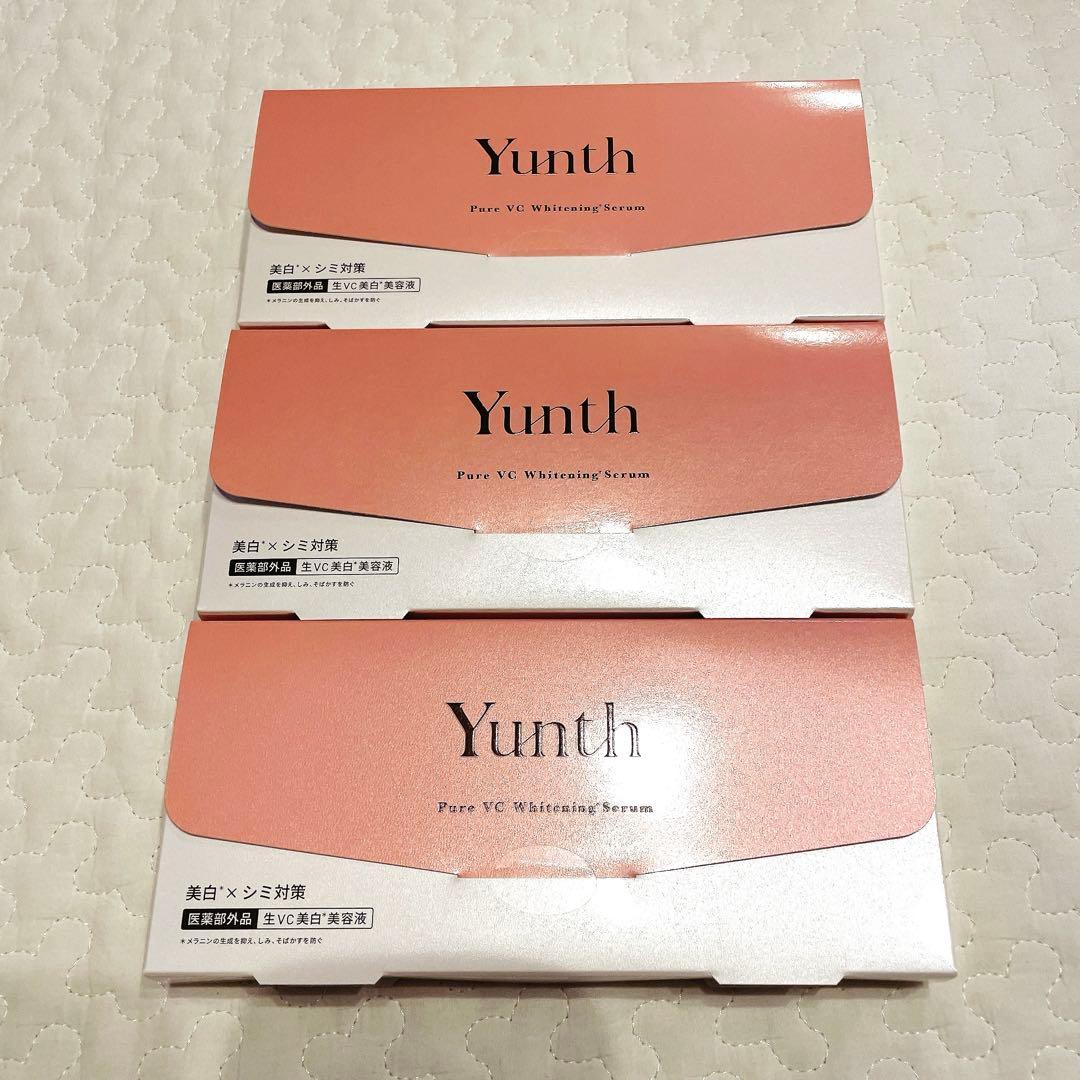 Yunth
Pure VC Whitening*Serum
美白*×シミ対策
医薬部外品 生VC美白*美容液
*メラニンの生成を抑え、しみ、そばかすを防ぐ
Yunth
Pure VC Whitening*Serum
美白*×シミ対策
医薬部外品 生VC美白*美容液
*メラニンの生成を抑え、しみ、そばかすを防ぐ
Yunth
Pure VC Whitening*Serum
美白*×シミ対策
医薬部外品 生VC美白*美容液
*メラニンの生成を抑え、しみ、そばかすを防ぐ